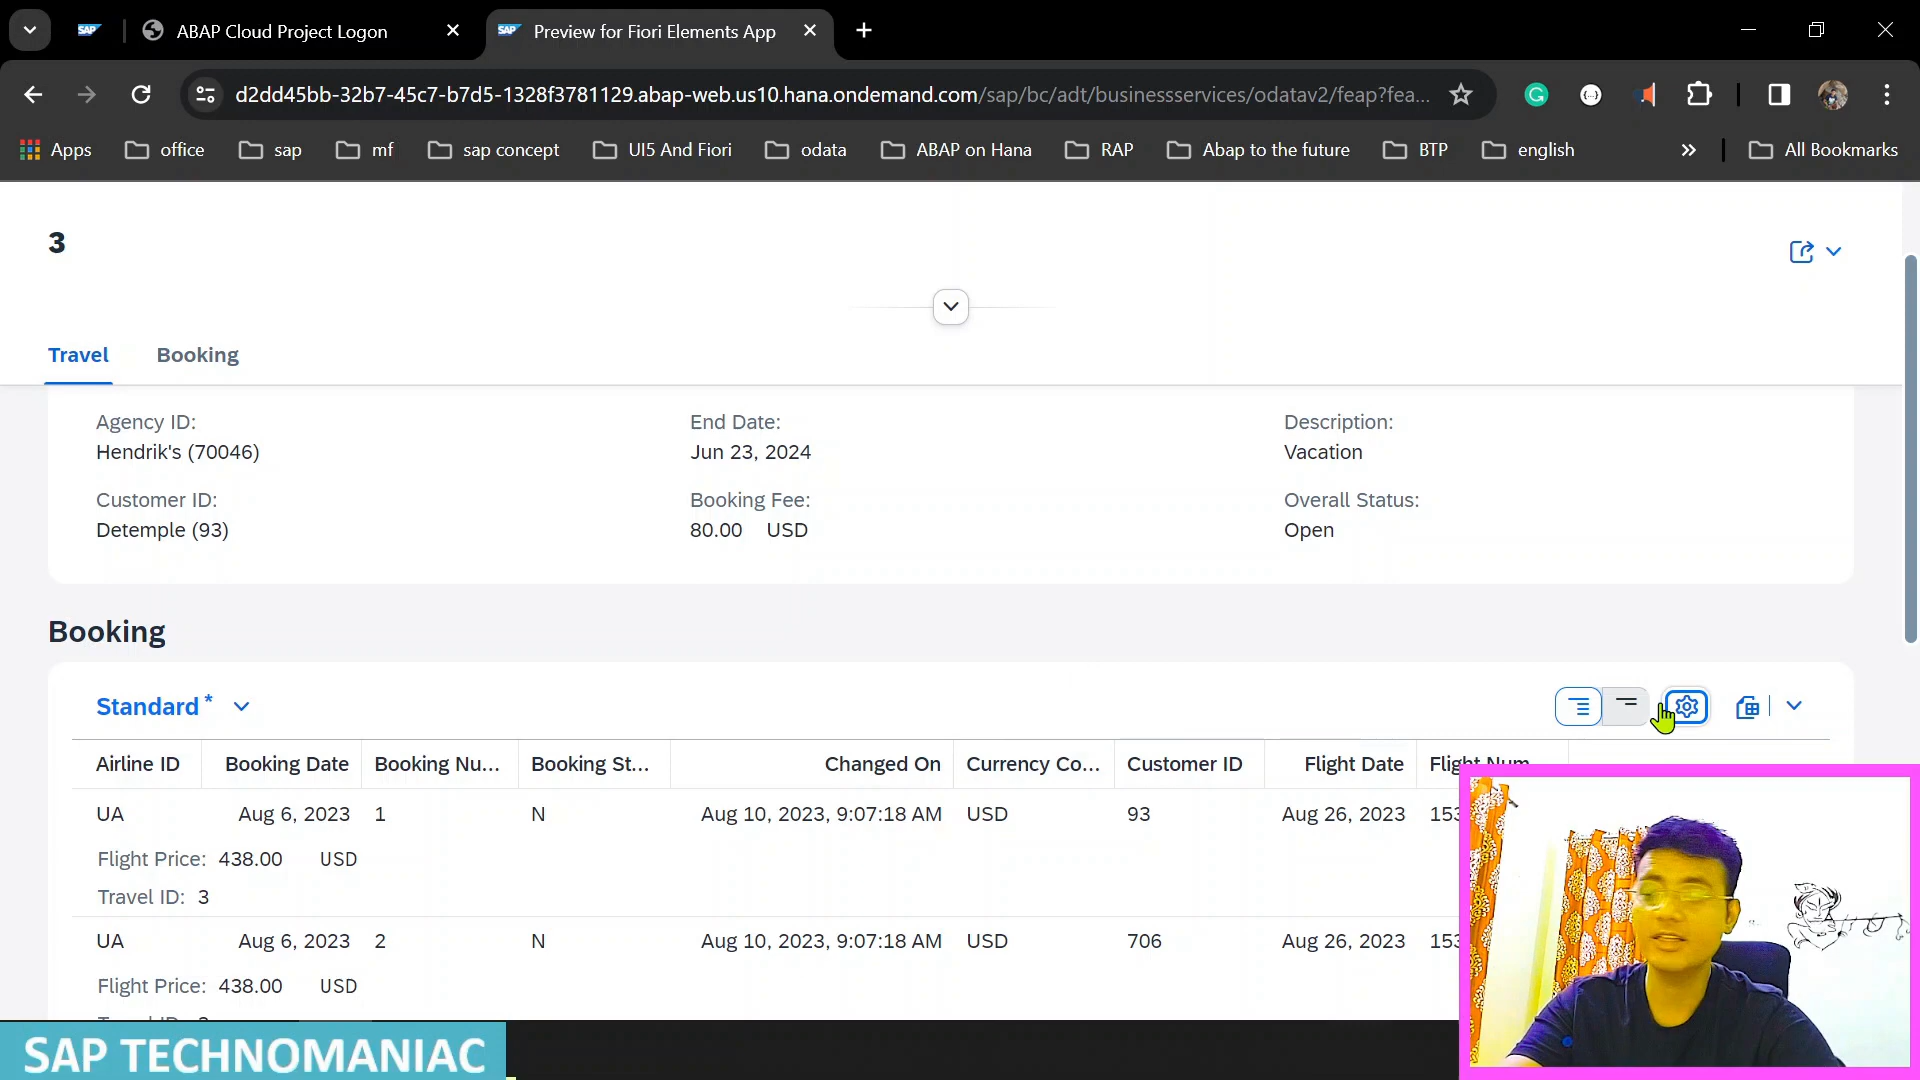 SAP
ABAP Cloud Project Logon
SAP
Preview for Fiori Elements App
d2dd45bb-32b7-45c7-b7d5-1328f3781129.abap-web.us10.hana.ondemand.com/sap/bc/adt/businessservices/odatav2/feap?fea...
Apps
office
sap
mf
sap concept
UI5 And Fiori
odata
ABAP on Hana
RAP
Abap to the future
BTP
english
All Bookmarks
3
Travel
Booking
Agency ID:
Hendrik's (70046)
End Date:
Jun 23, 2024
Description:
Vacation
Customer ID:
Detemple (93)
Booking Fee:
80.00 USD
Overall Status:
Open
Booking
Standard *
Airline ID Booking Date Booking Nu... Booking St... Changed On Currency Co... Customer ID Flight Date Flight Num
UA Aug 6, 2023 1 N Aug 10, 2023, 9:07:18 AM USD 93 Aug 26, 2023 153
Flight Price: 438.00 USD
Travel ID: 3
UA Aug 6, 2023 2 N Aug 10, 2023, 9:07:18 AM USD 706 Aug 26, 2023 153
Flight Price: 438.00 USD
SAP TECHNOMANIAC